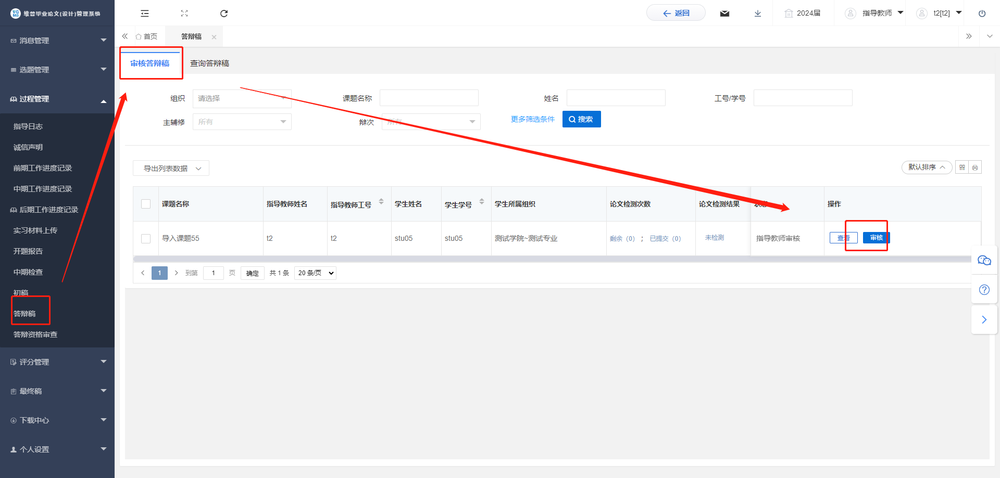 VG
MS
维普毕业论文(设计)管理系统
返回
2024届
指导教师
t2[t2]
首页
答辩稿
消息管理
选题管理
过程管理
指导日志
诚信声明
前期工作进度记录
中期工作进度记录
后期工作进度记录
实习材料上传
开题报告
中期检查
初稿
答辩稿
答辩资格审查
评分管理
最终稿
下载中心
个人设置
审核答辩稿
查询答辩稿
组织
请选择
课题名称
姓名
工号/学号
主辅修
所有
辩次
所有
更多筛选条件
搜索
导出列表数据
默认排序
课题名称
指导教师姓名
指导教师工号
学生姓名
学生学号
学生所属组织
论文检测次数
论文检测结果
状态
操作
导入课题55
t2
t2
stu05
stu05
测试学院~测试专业
剩余（0）；已提交（0）
未检测
指导教师审核
查看
审核
1
到第
1
页
确定
共 1 条
20 条/页